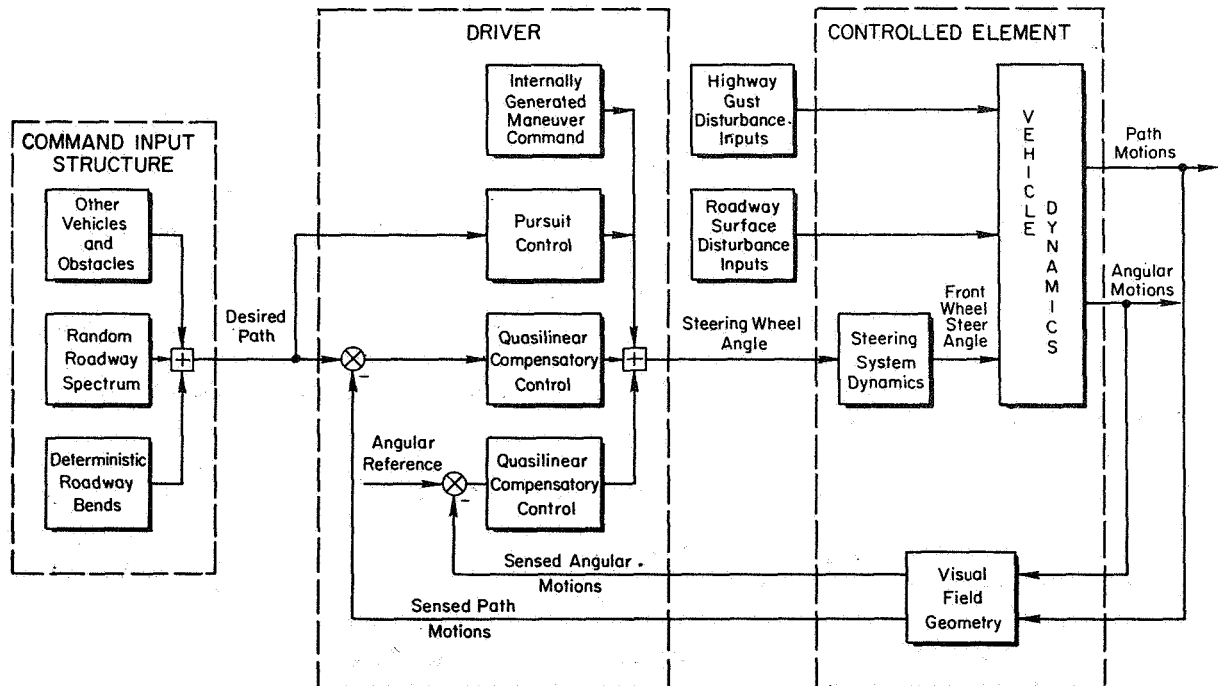 COMMAND INPUT
STRUCTURE
Other
Vehicles
and
Obstacles
Random
Roadway
Spectrum
Deterministic
Roadway
Bends
+
Desired
Path
DRIVER
Internally
Generated
Maneuver
Command
Pursuit
Control
Quasilinear
Compensatory
Control
-
+
Angular
Reference
-
Quasilinear
Compensatory
Control
Sensed Angular
Motions
Sensed Path
Motions
Highway
Gust
Disturbance
Inputs
Roadway
Surface
Disturbance
Inputs
Steering Wheel
Angle
CONTROLLED ELEMENT
Steering
System
Dynamics
Front
Wheel
Steer
Angle
VEHICLE
DYNAMICS
Path
Motions
Angular
Motions
Visual
Field
Geometry